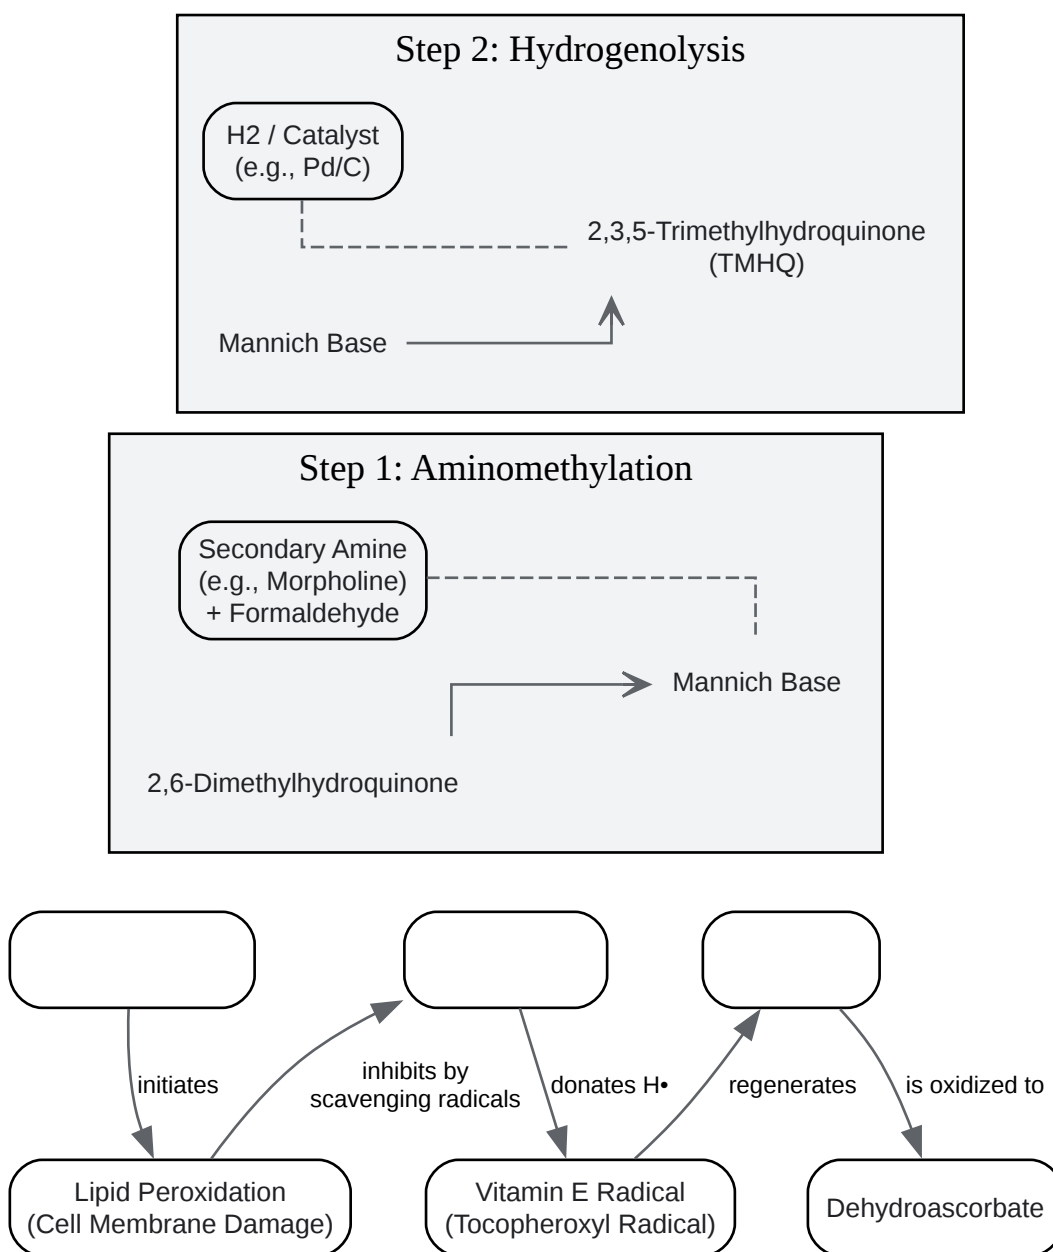 Step 2: Hydrogenolysis
H2 / Catalyst
(e.g., Pd/C)
2,3,5-Trimethylhydroquinone
(TMHQ)
Mannich Base
Step 1: Aminomethylation
Secondary Amine
(e.g., Morpholine)
+ Formaldehyde
Mannich Base
2,6-Dimethylhydroquinone
initiates
inhibits by
scavenging radicals
donates H•
regenerates
is oxidized to
Lipid Peroxidation
(Cell Membrane Damage)
Vitamin E Radical
(Tocopheroxyl Radical)
Dehydroascorbate